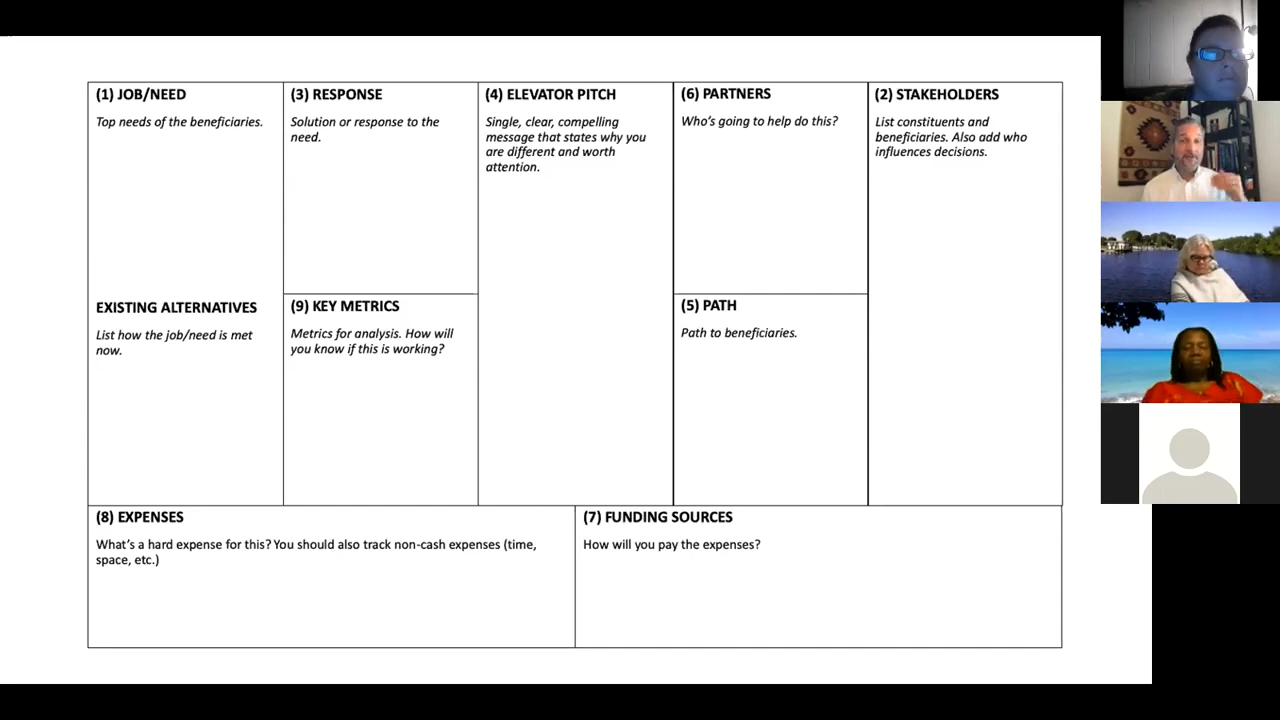 (1) JOB/NEED
Top needs of the beneficiaries.
EXISTING ALTERNATIVES
List how the job/need is met
now.
(3) RESPONSE
Solution or response to the
need.
(9) KEY METRICS
Metrics for analysis. How will
you know if this is working?
(4) ELEVATOR PITCH
Single, clear, compelling
message that states why you
are different and worth
attention.
(6) PARTNERS
Who's going to help do this?
(5) PATH
Path to beneficiaries.
(2) STAKEHOLDERS
List constituents and
beneficiaries. Also add who
influences decisions.
(8) EXPENSES
What's a hard expense for this? You should also track non-cash expenses (time,
space, etc.)
(7) FUNDING SOURCES
How will you pay the expenses?